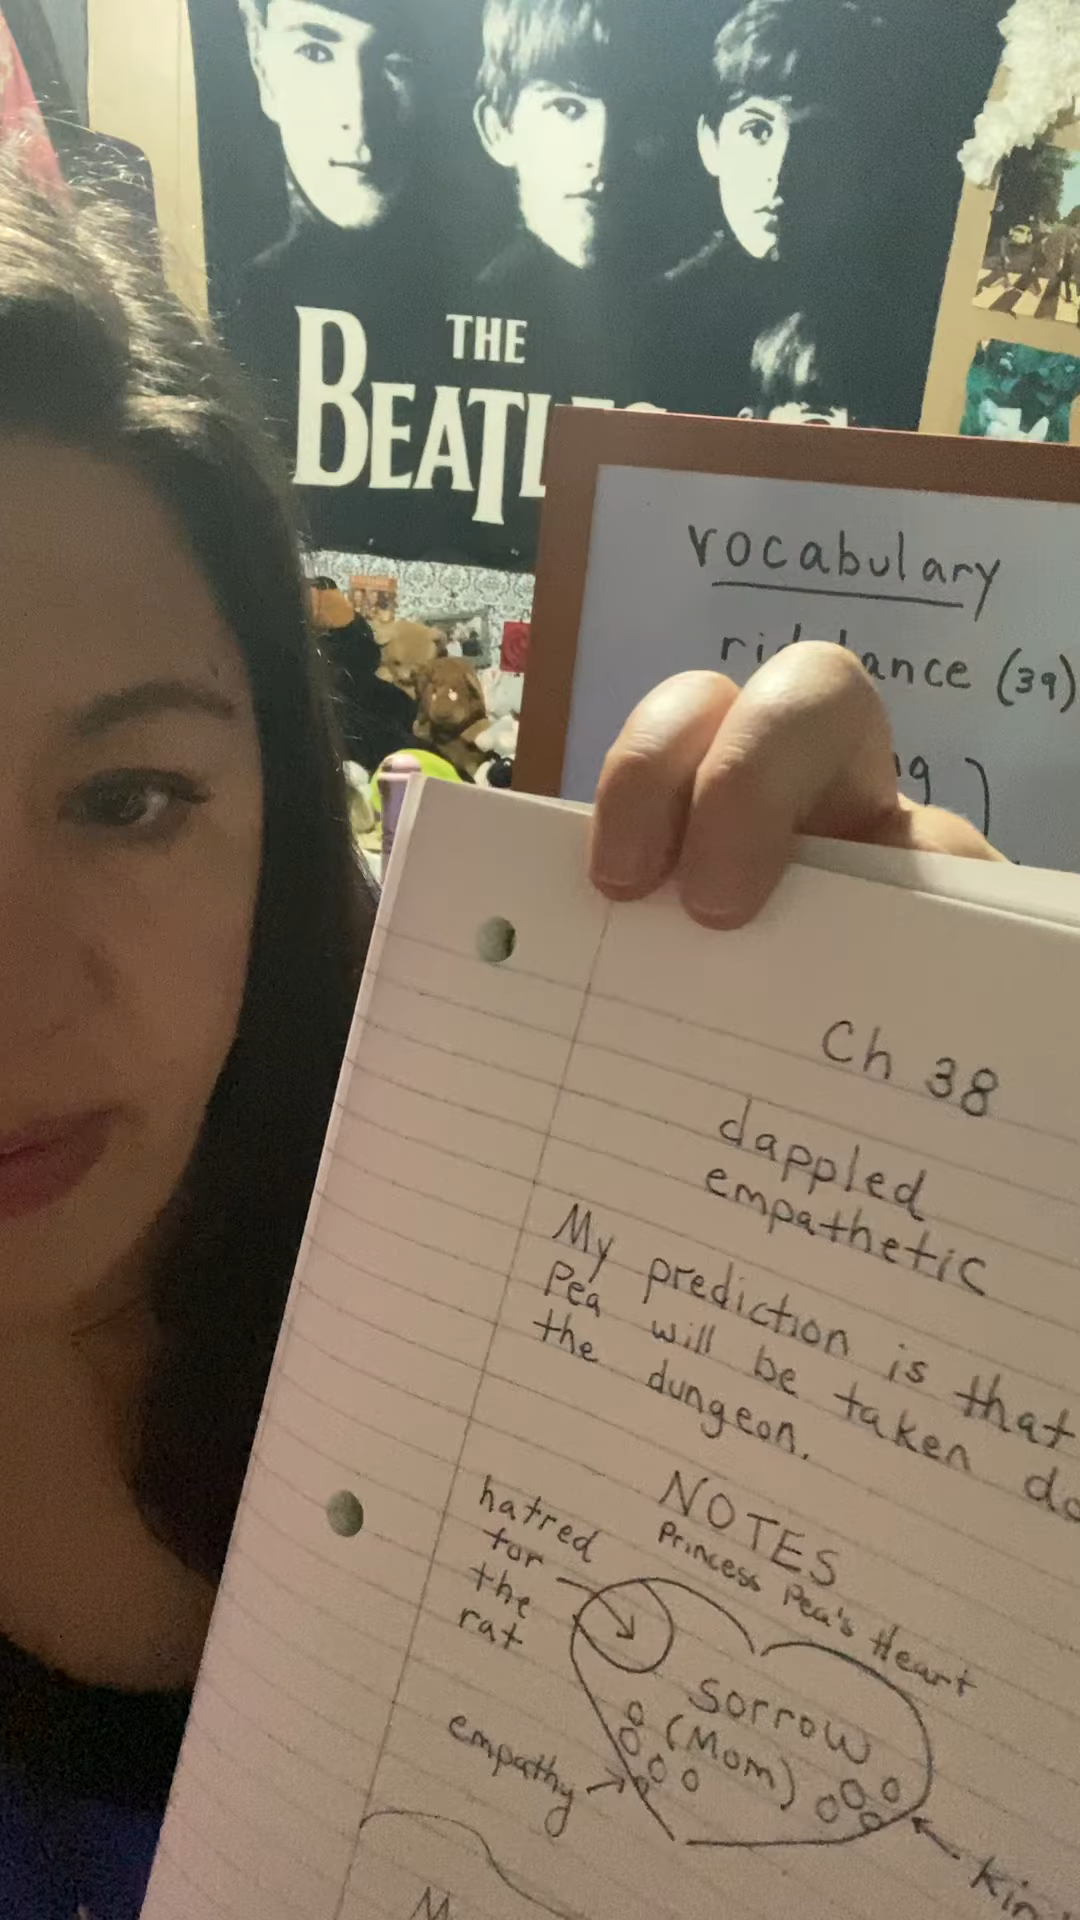 THE
BEATL
vocabulary
(39)
Ch 38
dappled
empathetic
My prediction is that
Pea will be taken
the dungeon.
NOTES
Princess Pea's Heart
hatred
for
the
rat
sorrow
(Mom)
empathy